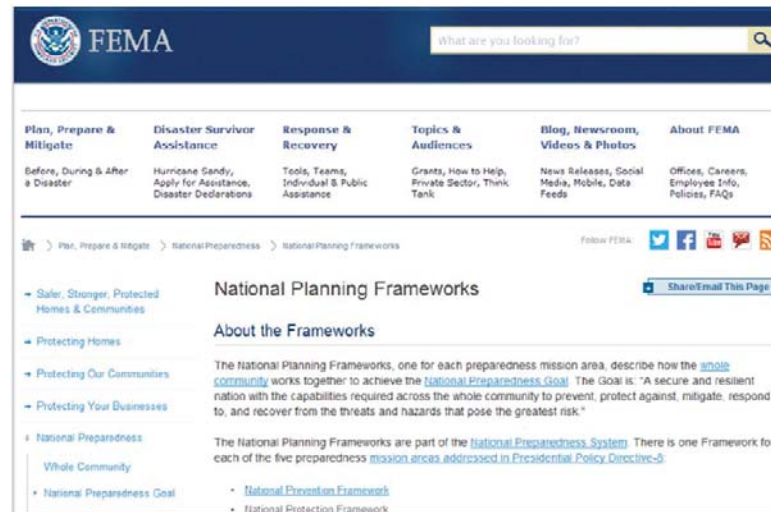 FEMA
What are you looking for?
Plan, Prepare &
Mitigate
Before, During & After
a Disaster
Disaster Survivor
Assistance
Hurricane Sandy,
Apply for Assistance,
Disaster Declarations
Response &
Recovery
Tools, Teams,
Individual & Public
Assistance
Topics &
Audiences
Grants, How to Help,
Private Sector, Think
Tank
Blog, Newsroom,
Videos & Photos
News Releases, Social
Media, Mobile, Data
Feeds
About FEMA
Offices, Careers,
Employee Info,
Policies, FAQs
Plan, Prepare & Mitigate > National Preparedness > National Planning Frameworks
Follow FEMA:
You Tube
Safer, Stronger, Protected
Homes & Communities
Protecting Homes
Protecting Our Communities
Protecting Your Businesses
National Preparedness
Whole Community
National Preparedness Goal
National Planning Frameworks
Share/Email This Page
About the Frameworks
The National Planning Frameworks, one for each preparedness mission area, describe how the whole
community works together to achieve the National Preparedness Goal. The Goal is: "A secure and resilient
nation with the capabilities required across the whole community to prevent, protect against, mitigate, respond
to, and recover from the threats and hazards that pose the greatest risk."
The National Planning Frameworks are part of the National Preparedness System. There is one Framework for
each of the five preparedness mission areas addressed in Presidential Policy Directive-8:
• National Prevention Framework
• National Protection Framework